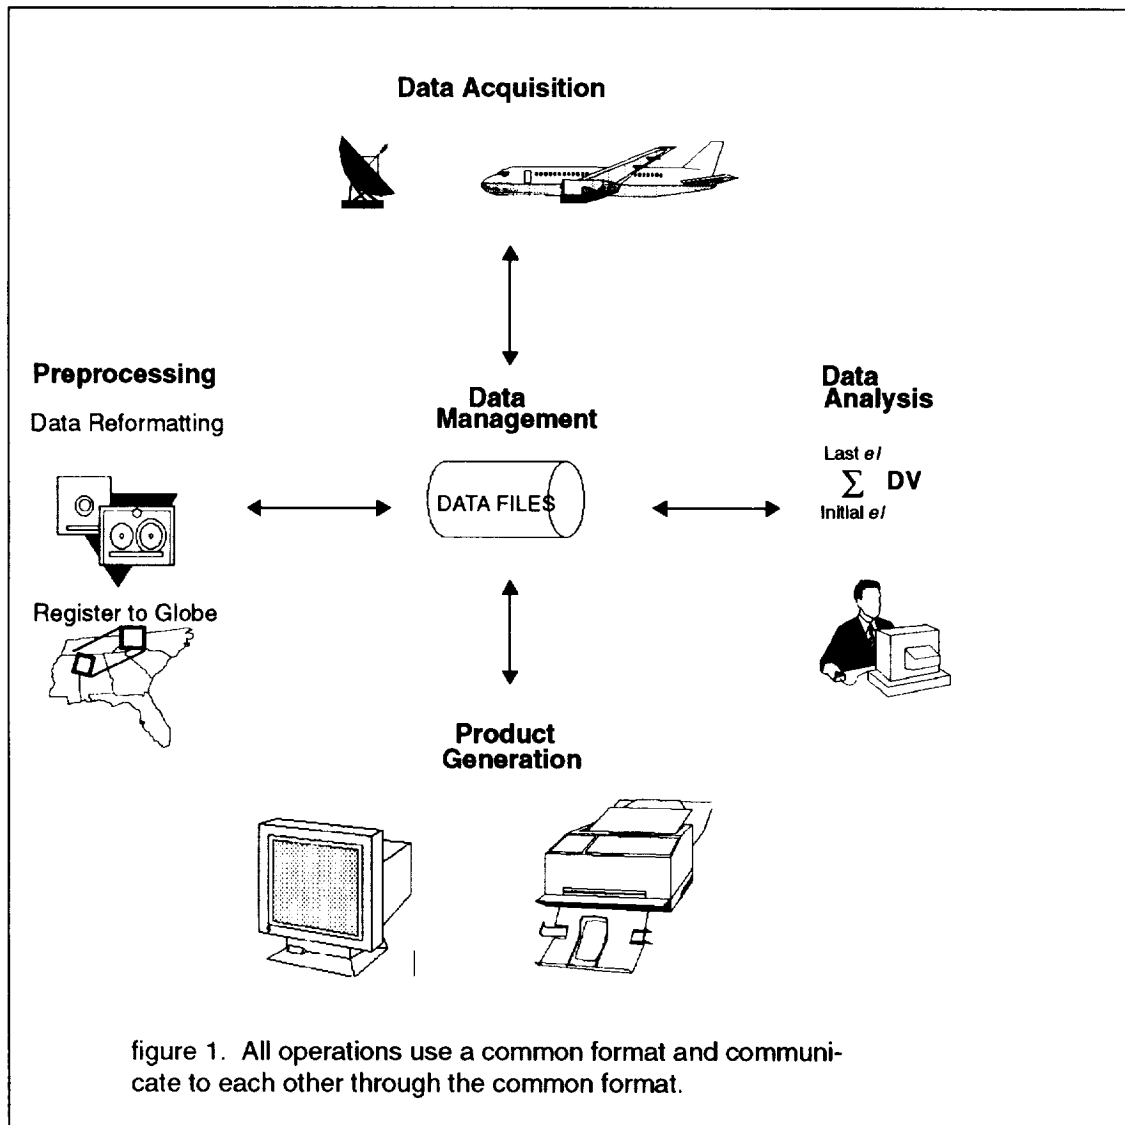 Data Acquisition
Preprocessing
Data Reformatting
Register to Globe
Data
Management
DATA FILES
Data
Analysis
Last el
Σ DV
Initial el
Product
Generation
figure 1. All operations use a common format and communi-
cate to each other through the common format.